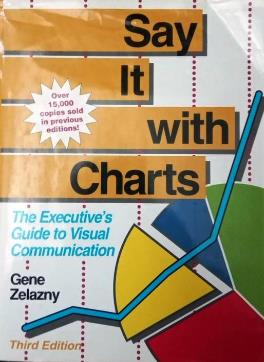 Say
It
with
Charts
Over
15,000
copies sold
in previous
editions!
The Executive's
Guide to Visual
Communication
Gene
Zelazny
Third Edition